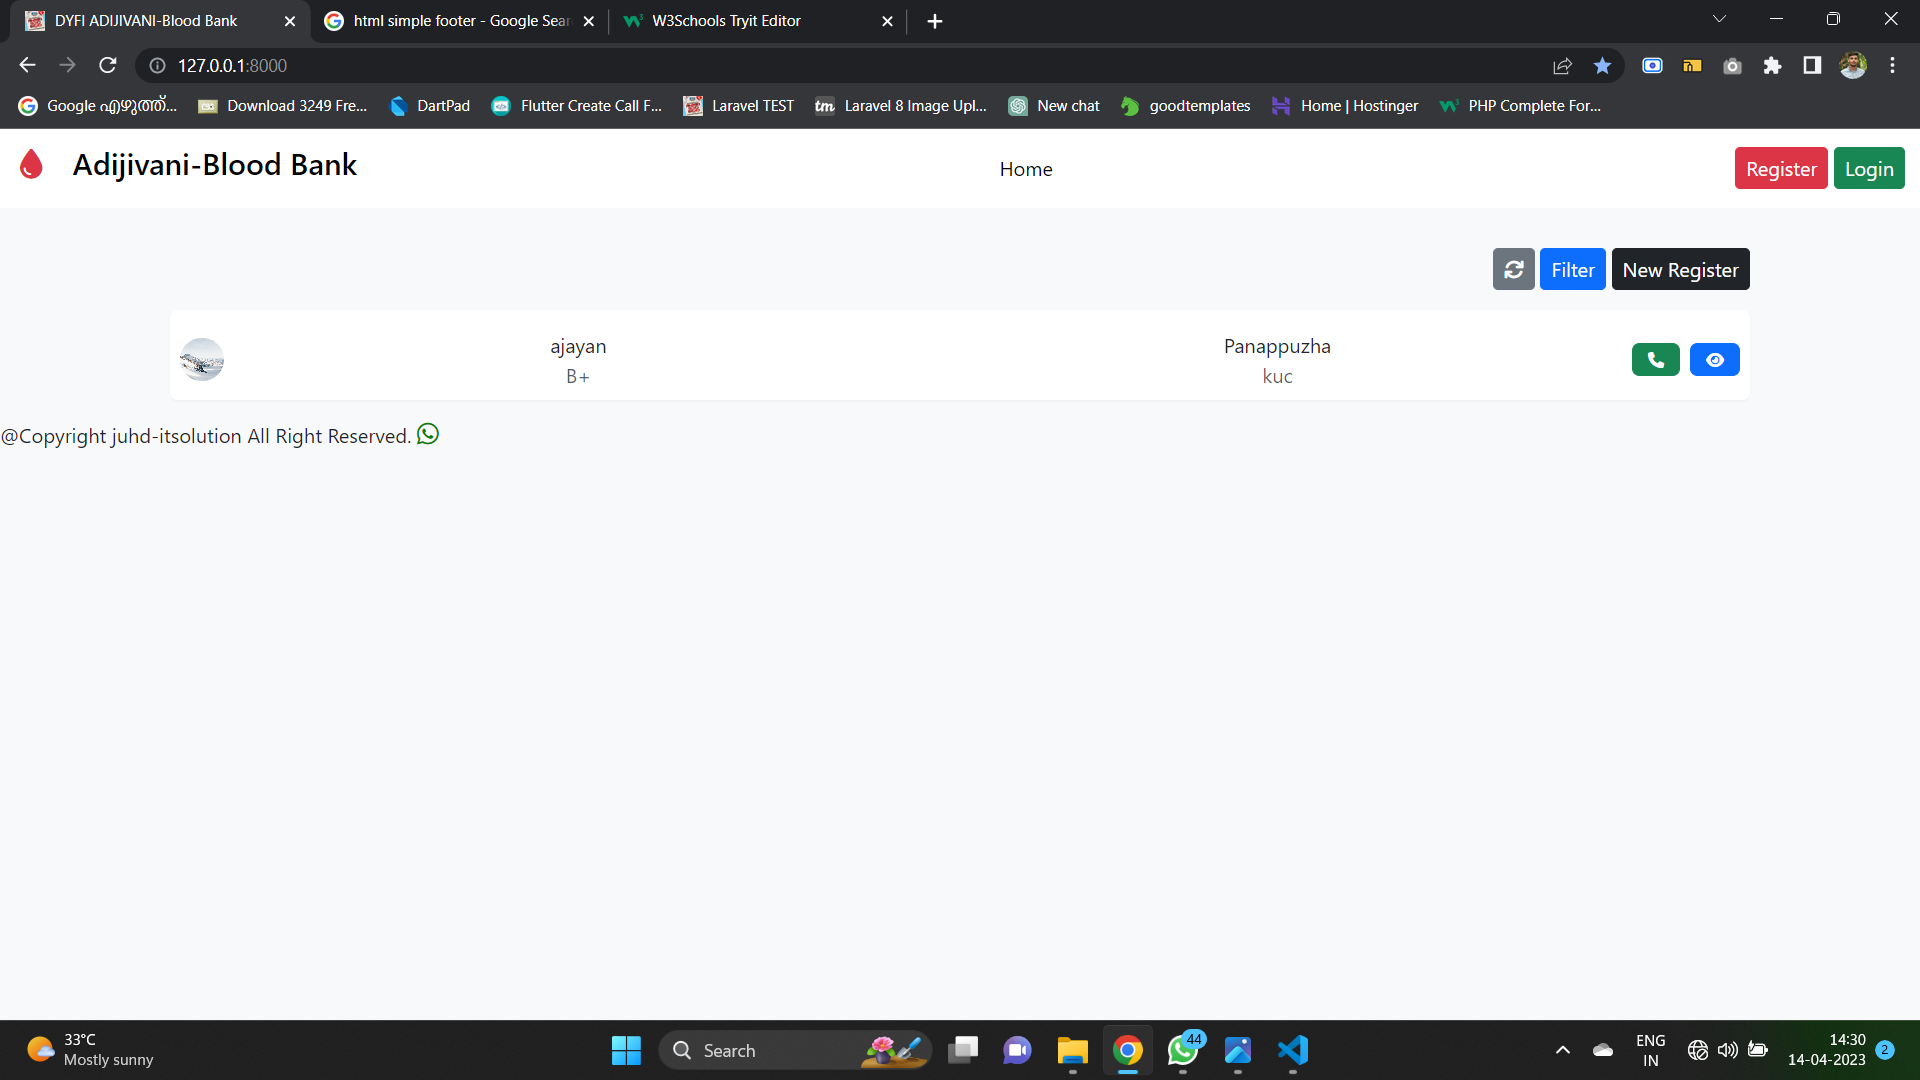 DYFI ADIJIVANI-Blood Bank
html simple footer - Google Sear
W3Schools Tryit Editor
127.0.0.1:8000
Google എഴുത്ത്... Download 3249 Fre... DartPad Flutter Create Call F... Laravel TEST tm Laravel 8 Image Upl... New chat goodtemplates Home | Hostinger PHP Complete For...
Adijivani-Blood Bank Home Register Login
Filter New Register
ajayan Panappuzha
B+ kuc
@Copyright juhd-itsolution All Right Reserved.
33°C
Mostly sunny
Search
44
ENG
IN
14:30
14-04-2023
2